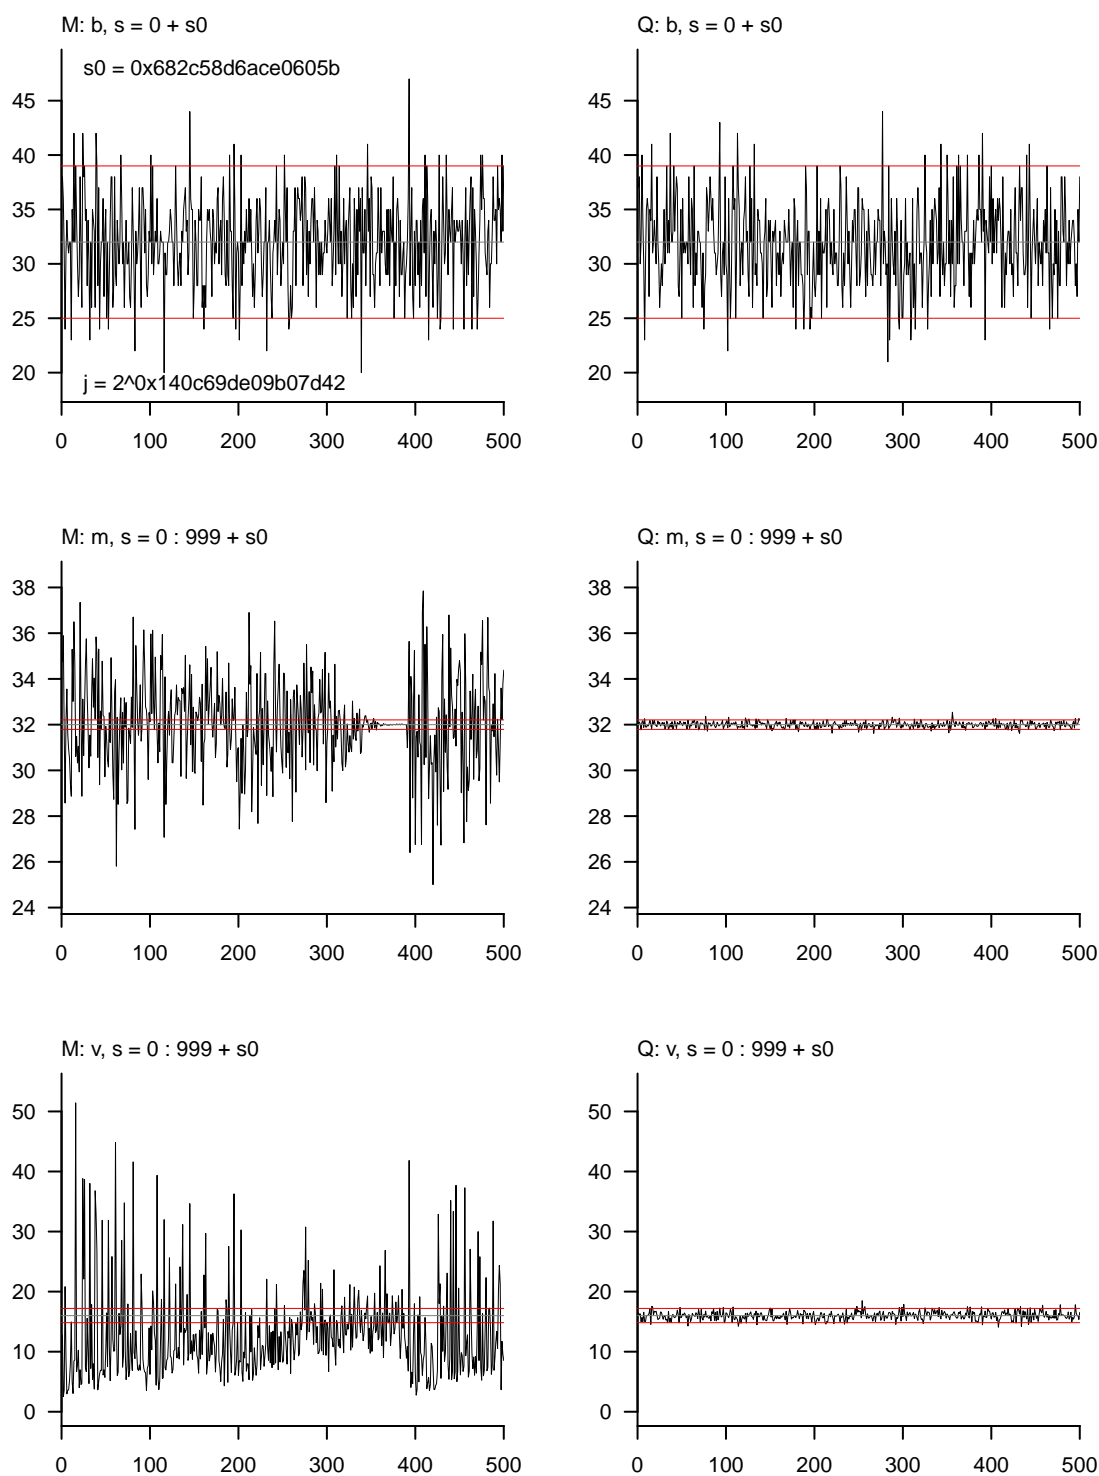 M: b, s = 0 + s0
s0 = 0x682c58d6ace0605b
45
40
35
30
25
20
j = 2^0x140c69de09b07d42
0 100 200 300 400 500
Q: b, s = 0 + s0
45
40
35
30
25
20
0 100 200 300 400 500
M: m, s = 0 : 999 + s0
38
36
34
32
30
28
26
24
0 100 200 300 400 500
Q: m, s = 0 : 999 + s0
38
36
34
32
30
28
26
24
0 100 200 300 400 500
M: v, s = 0 : 999 + s0
50
40
30
20
10
0
0 100 200 300 400 500
Q: v, s = 0 : 999 + s0
50
40
30
20
10
0
0 100 200 300 400 500